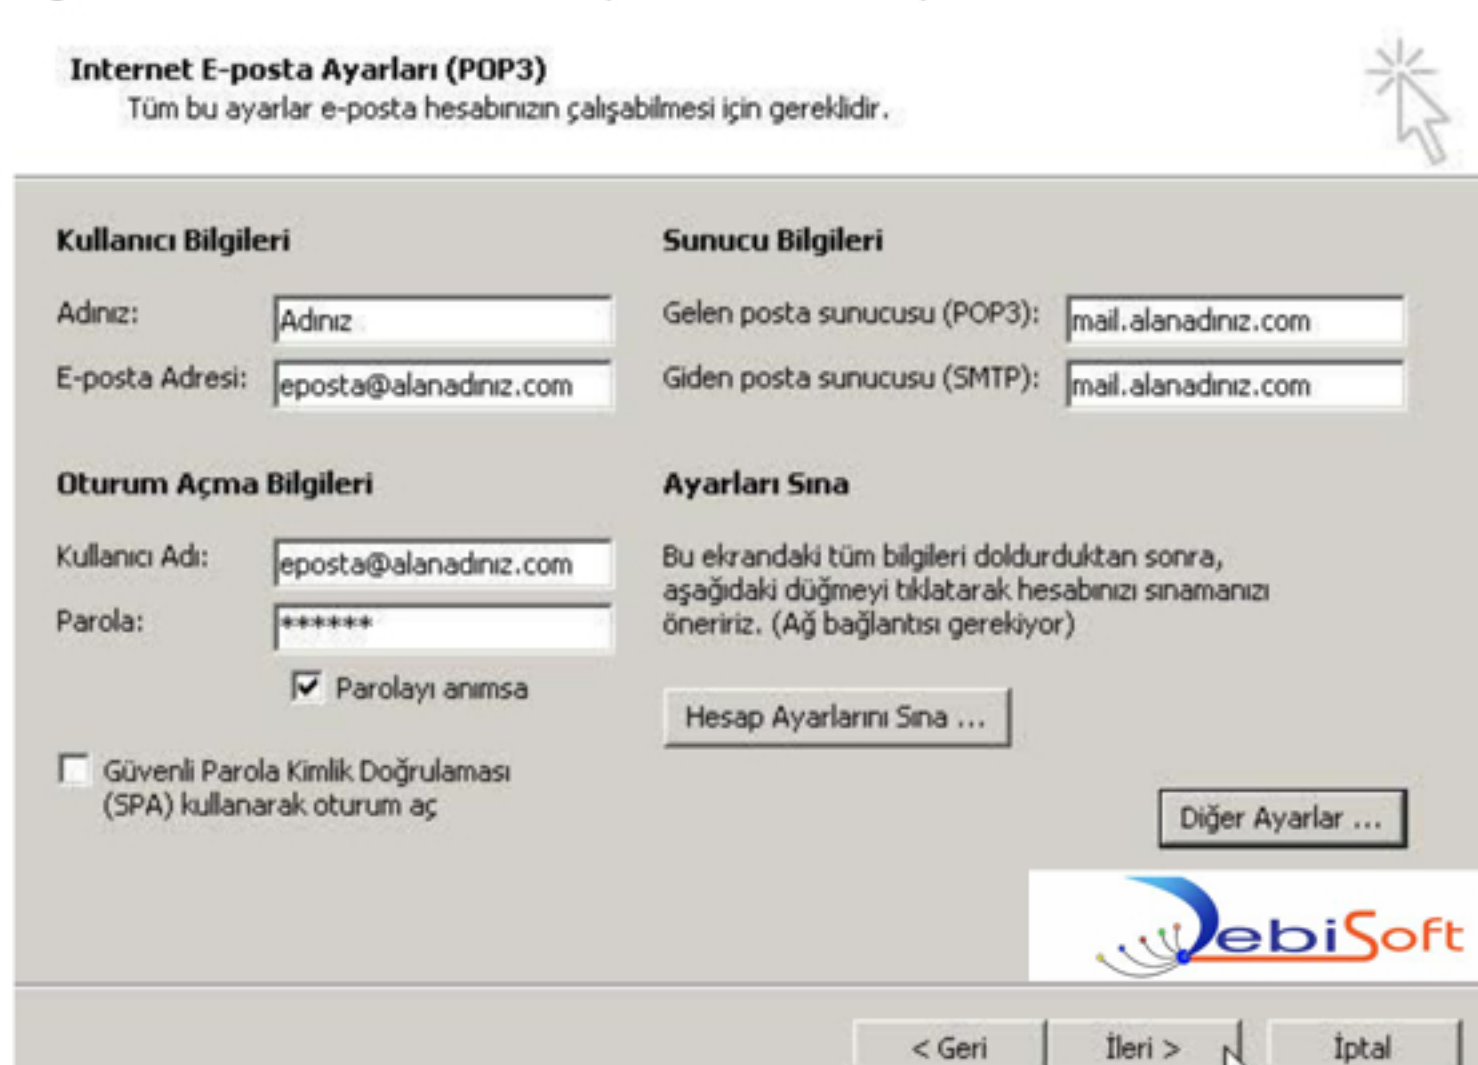 Internet E-posta Ayarları (POP3)
Tüm bu ayarlar e-posta hesabınızın çalışabilmesi için gereklidir.
Kullanıcı Bilgileri
Adınız: Adınız
E-posta Adresi: eposta@alanadınız.com
Sunucu Bilgileri
Gelen posta sunucusu (POP3): mail.alanadınız.com
Giden posta sunucusu (SMTP): mail.alanadınız.com
Oturum Açma Bilgileri
Kullanıcı Adı: eposta@alanadınız.com
Parola: ******
Parolayı anımsa
Güvenli Parola Kimlik Doğrulaması
(SPA) kullanarak oturum aç
Ayarları Sına
Bu ekrandaki tüm bilgileri doldurduktan sonra,
aşağıdaki düğmeyi tıklatarak hesabınızı sınamanızı
öneririz. (Ağ bağlantısı gerekiyor)
Hesap Ayarlarını Sına ...
Diğer Ayarlar ...
DebiSoft
< Geri İleri > İptal